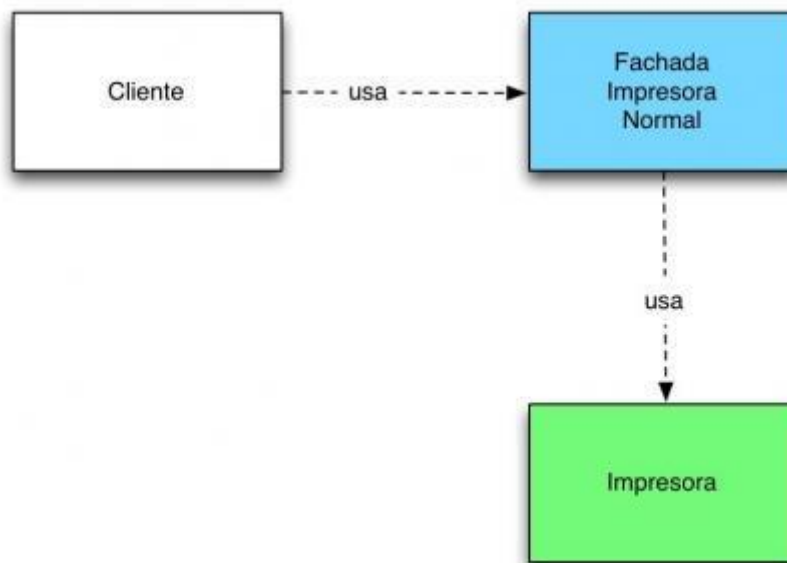 Cliente
usa
Fachada
Impresora
Normal
usa
Impresora